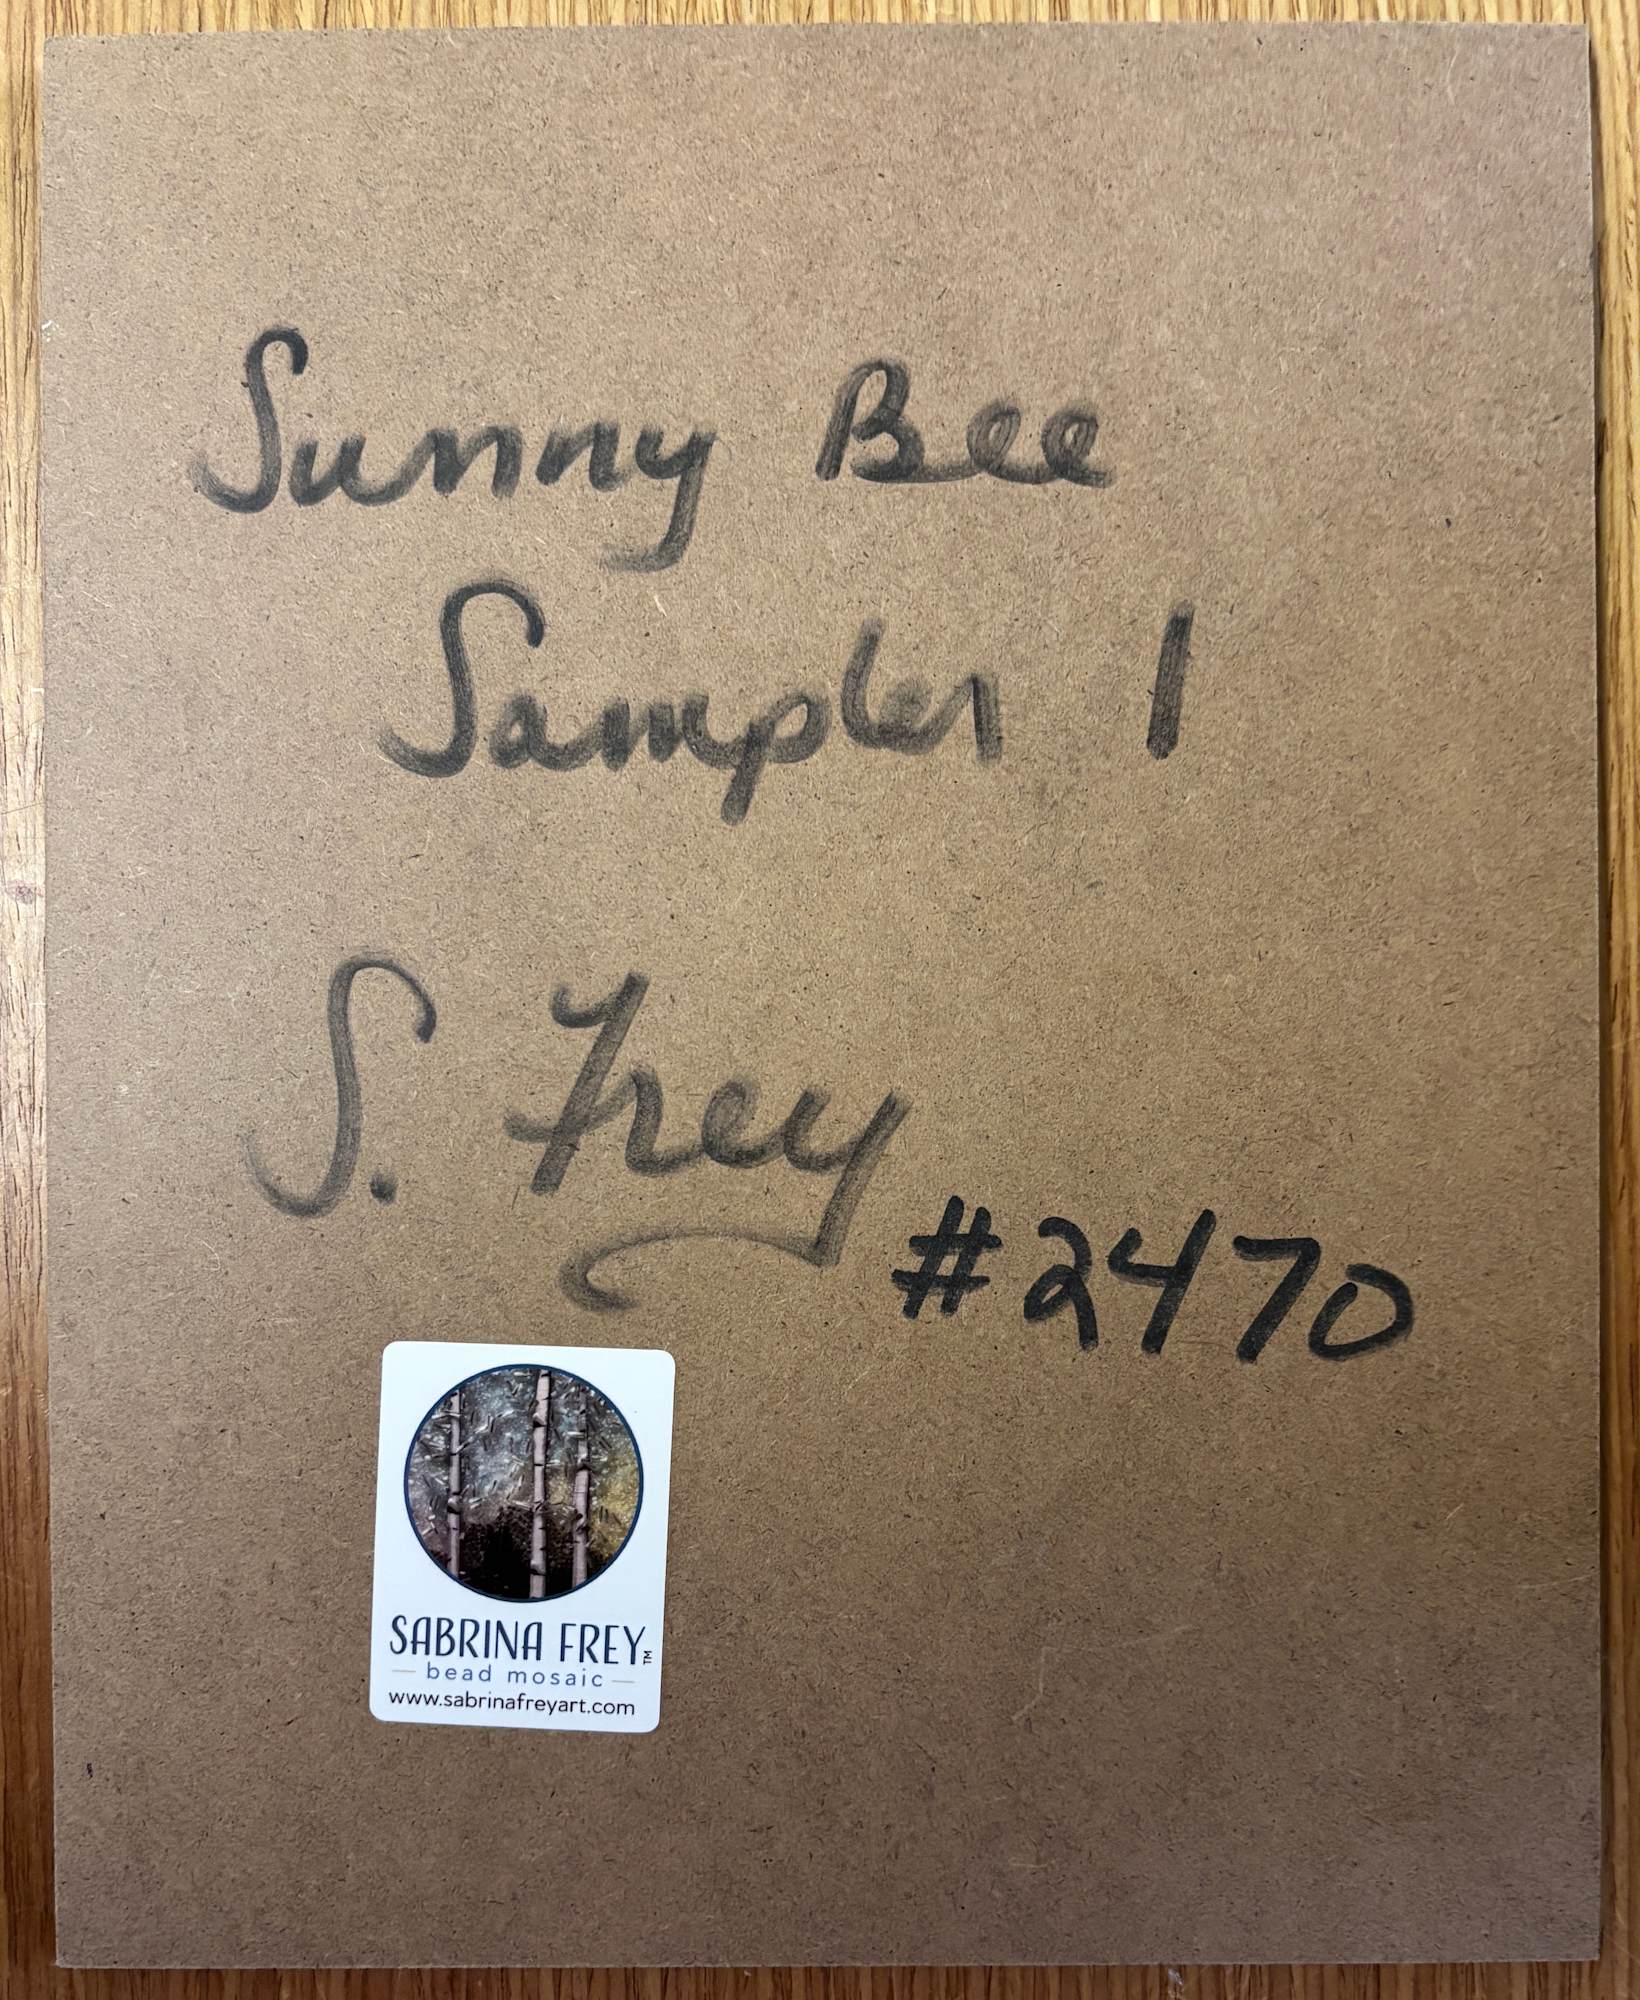 Sunny Bee
Sampler 1
S. Frey
#2470
SABRINA FREY™
bead mosaic
www.sabrinafreyart.com